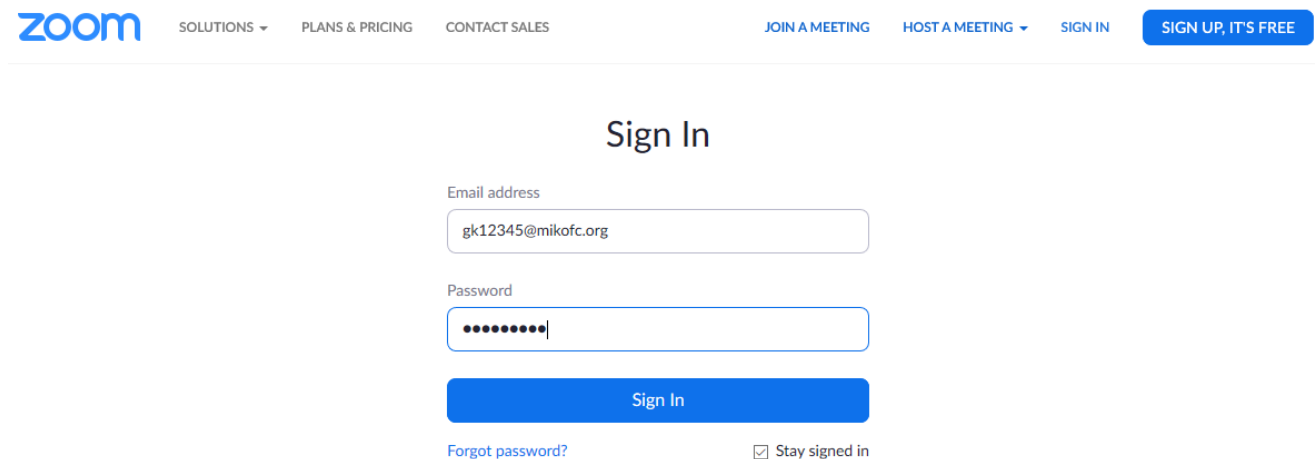 zoom SOLUTIONS PLANS & PRICING CONTACT SALES JOIN A MEETING HOST A MEETING SIGN IN SIGN UP, IT'S FREE
Sign In
Email address
gk12345@mikofc.org
Password
•••••••••
Sign In
Forgot password? Stay signed in